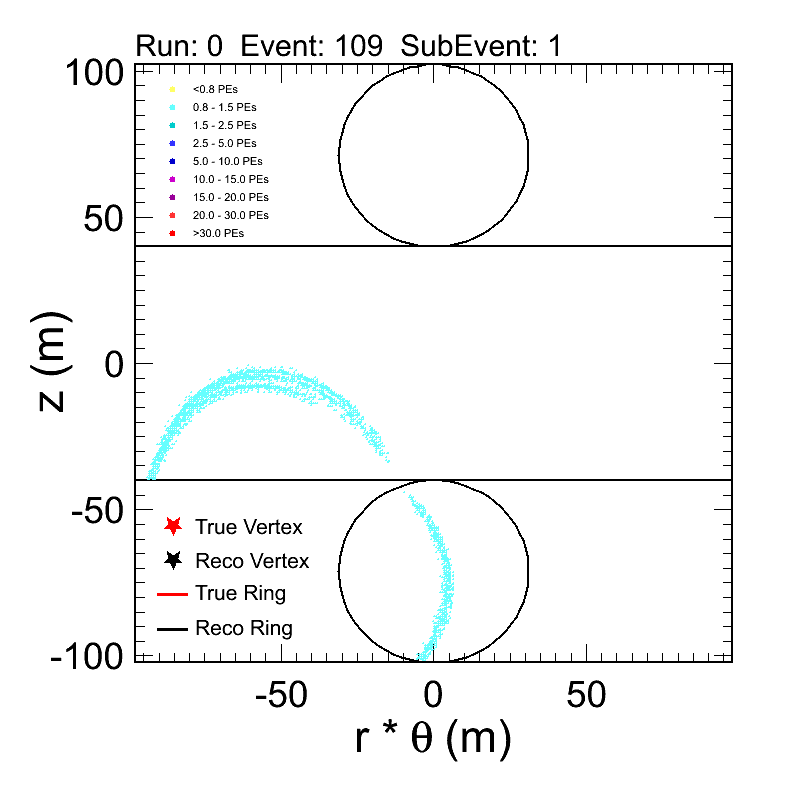 Run: 0  Event: 109  SubEvent: 1
100
<0.8 PEs
0.8 - 1.5 PEs
1.5 - 2.5 PEs
2.5 - 5.0 PEs
5.0 - 10.0 PEs
10.0 - 15.0 PEs
15.0 - 20.0 PEs
20.0 - 30.0 PEs
>30.0 PEs
50
0
z (m)
-50
True Vertex
Reco Vertex
True Ring
Reco Ring
-100
-50 0 50
r * θ (m)